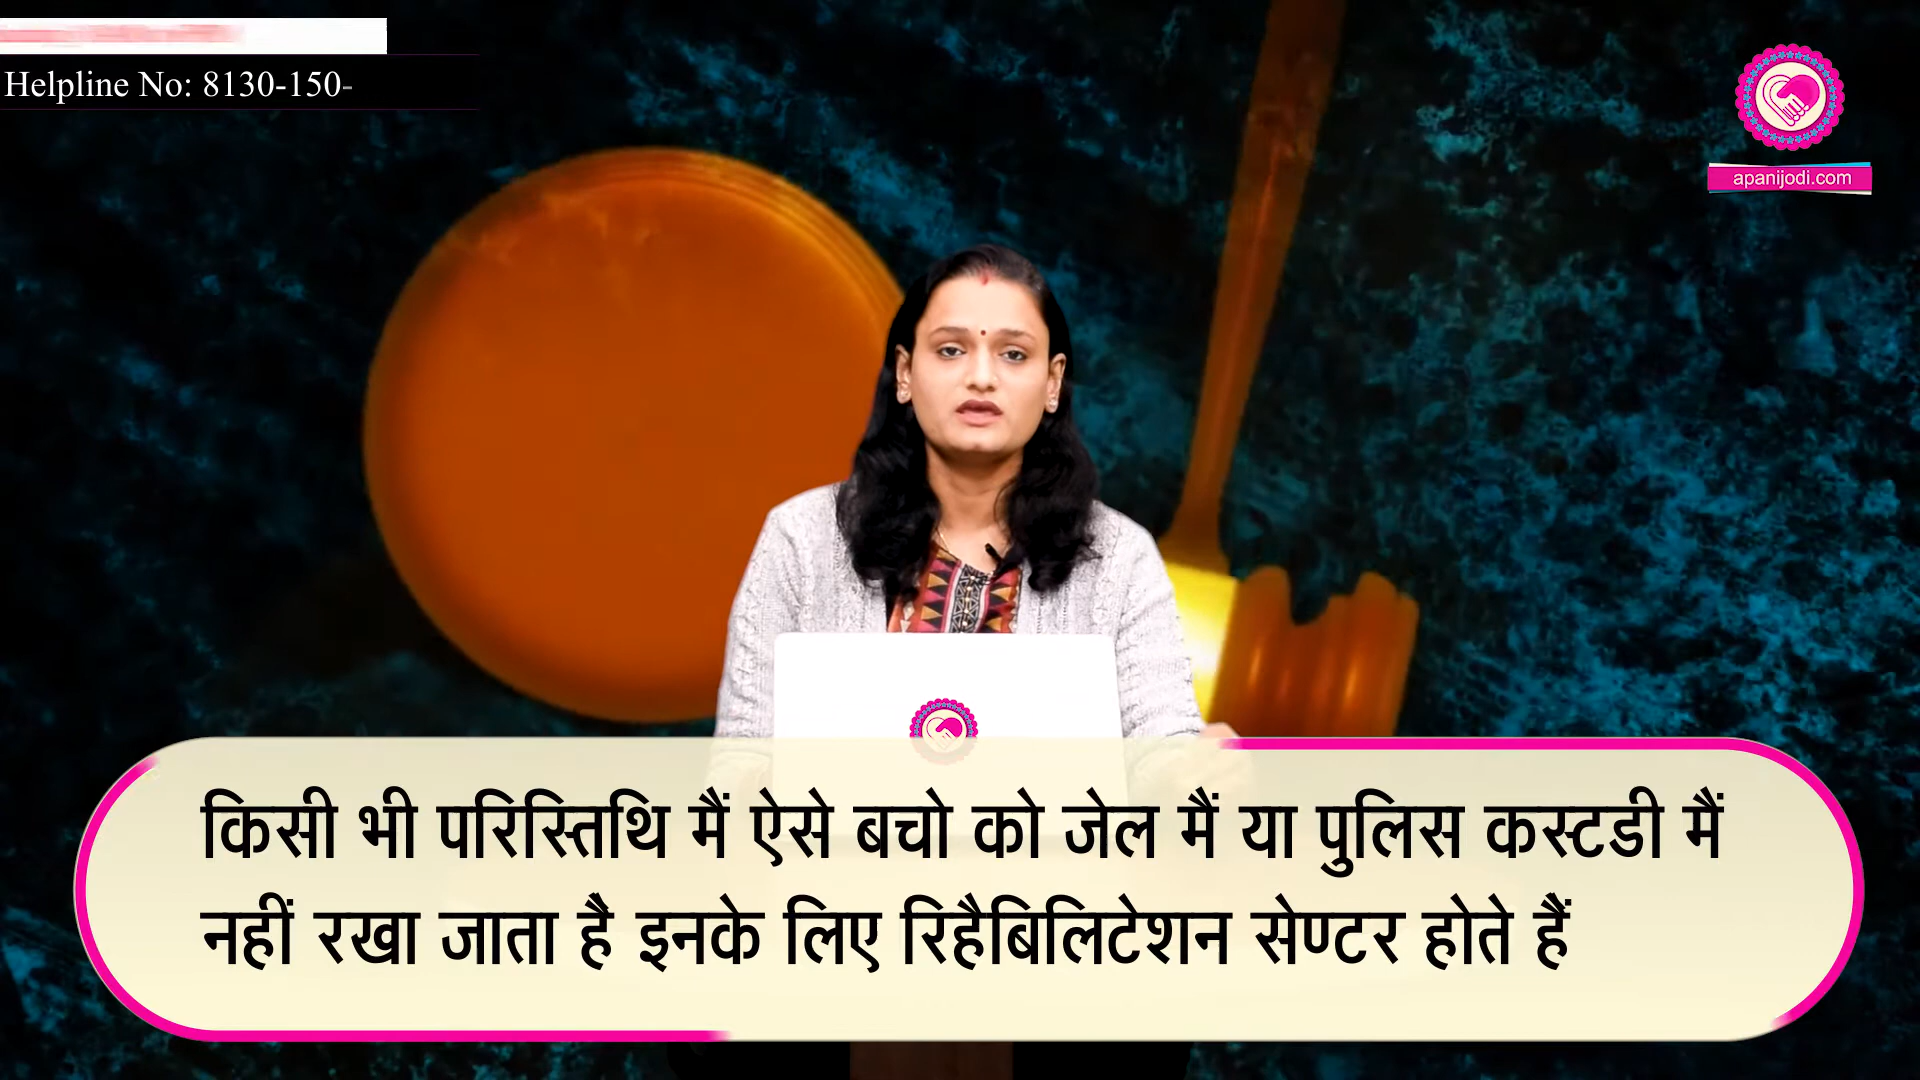 Helpline No: 8130-150-
apanijodi.com
किसी भी परिस्तिथि मैं ऐसे बचो को जेल मैं या पुलिस कस्टडी मैं
नहीं रखा जाता है इनके लिए रिहैबिलिटेशन सेण्टर होते हैं